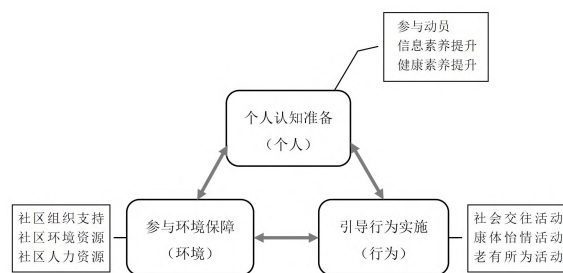 参与动员
信息素养提升
健康素养提升
个人认知准备
（个人）
社区组织支持
社区环境资源
社区人力资源
参与环境保障
（环境）
引导行为实施
（行为）
社会交往活动
康体怡情活动
老有所为活动